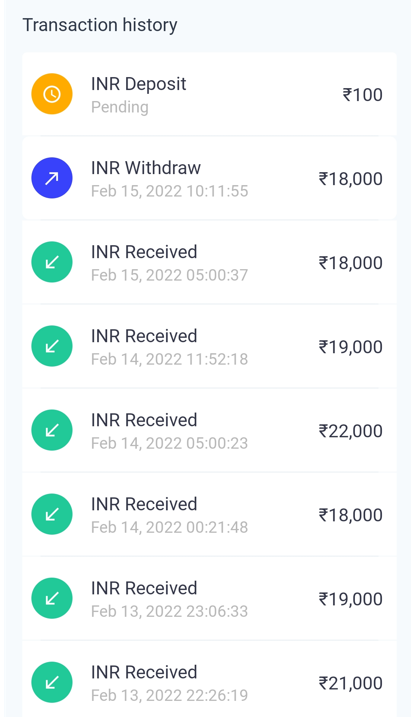 Transaction history
INR Deposit
₹100
Pending
INR Withdraw
₹18,000
Feb 15, 2022 10:11:55
INR Received
₹18,000
Feb 15, 2022 05:00:37
INR Received
₹19,000
Feb 14, 2022 11:52:18
INR Received
₹22,000
Feb 14, 2022 05:00:23
INR Received
₹18,000
Feb 14, 2022 00:21:48
INR Received
₹19,000
Feb 13, 2022 23:06:33
INR Received
₹21,000
Feb 13, 2022 22:26:19